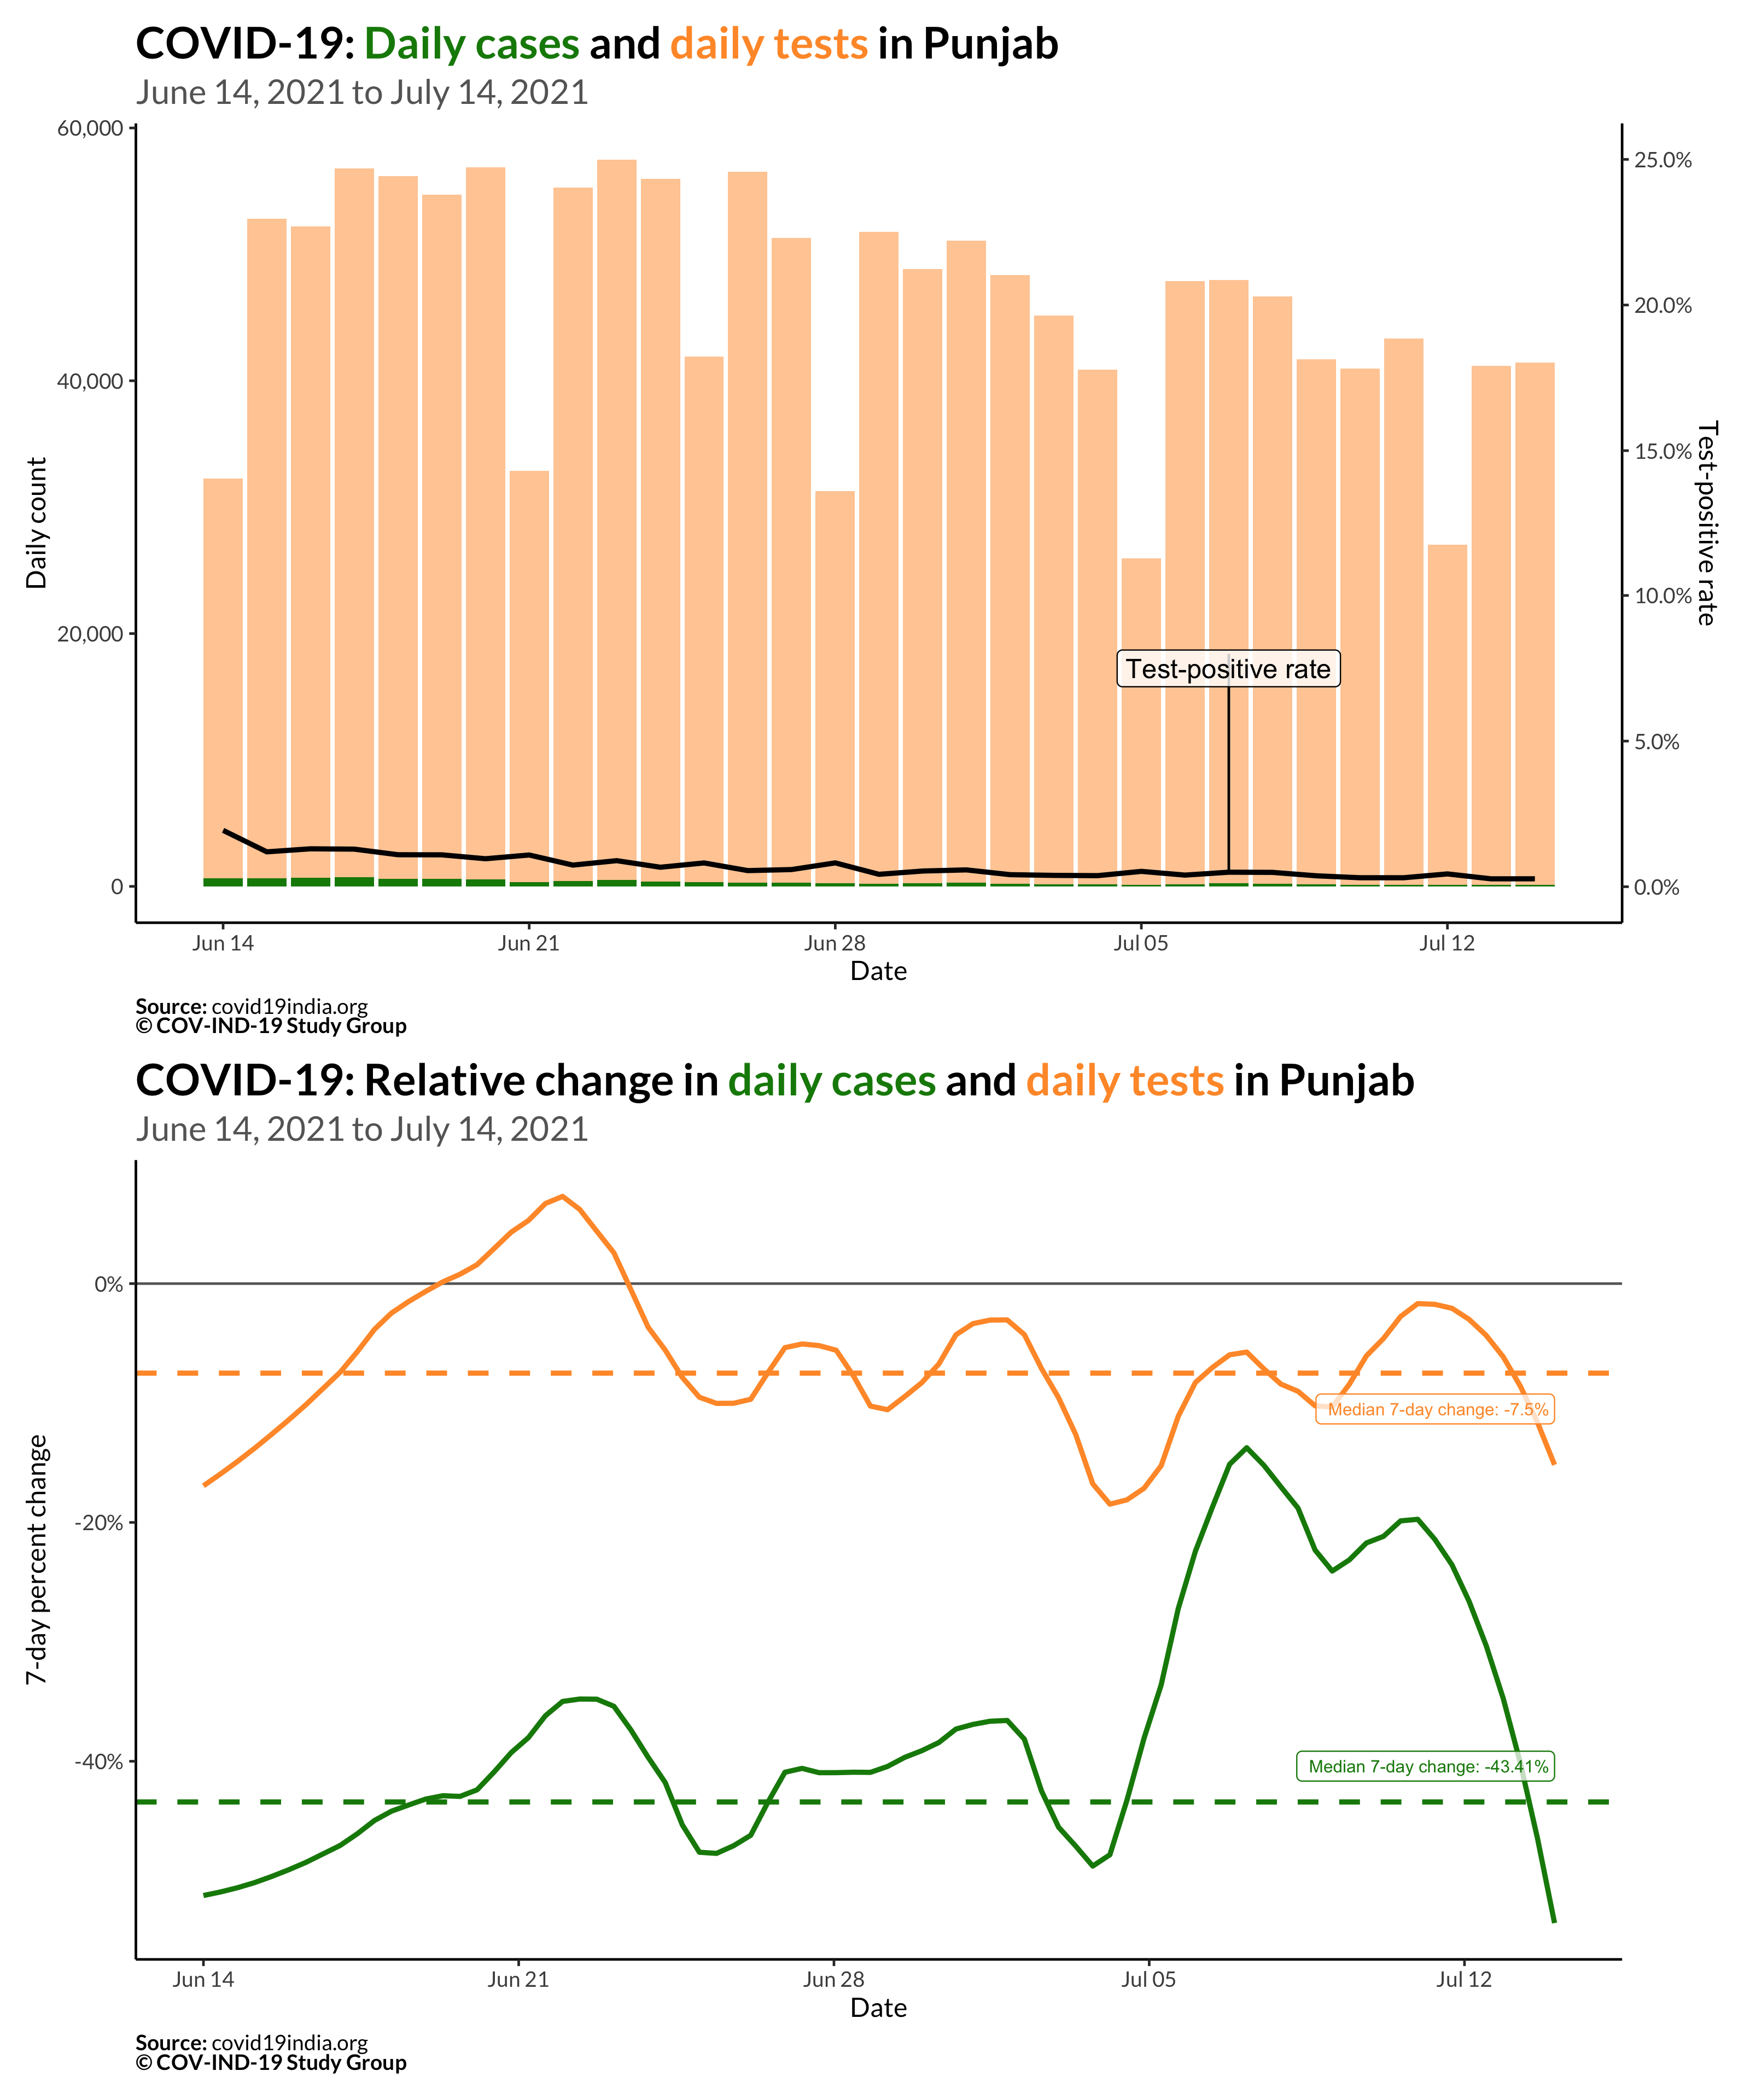 COVID-19: Daily cases and daily tests in Punjab
June 14, 2021 to July 14, 2021
60,000
40,000
20,000
0
Daily count
25.0%
20.0%
15.0%
10.0%
5.0%
0.0%
Test-positive rate
Test-positive rate
Jun 14 Jun 21 Jun 28 Jul 05 Jul 12
Date
Source: covid19india.org
© COV-IND-19 Study Group
COVID-19: Relative change in daily cases and daily tests in Punjab
June 14, 2021 to July 14, 2021
0%
-20%
-40%
7-day percent change
Median 7-day change: -7.5%
Median 7-day change: -43.41%
Jun 14 Jun 21 Jun 28 Jul 05 Jul 12
Date
Source: covid19india.org
© COV-IND-19 Study Group